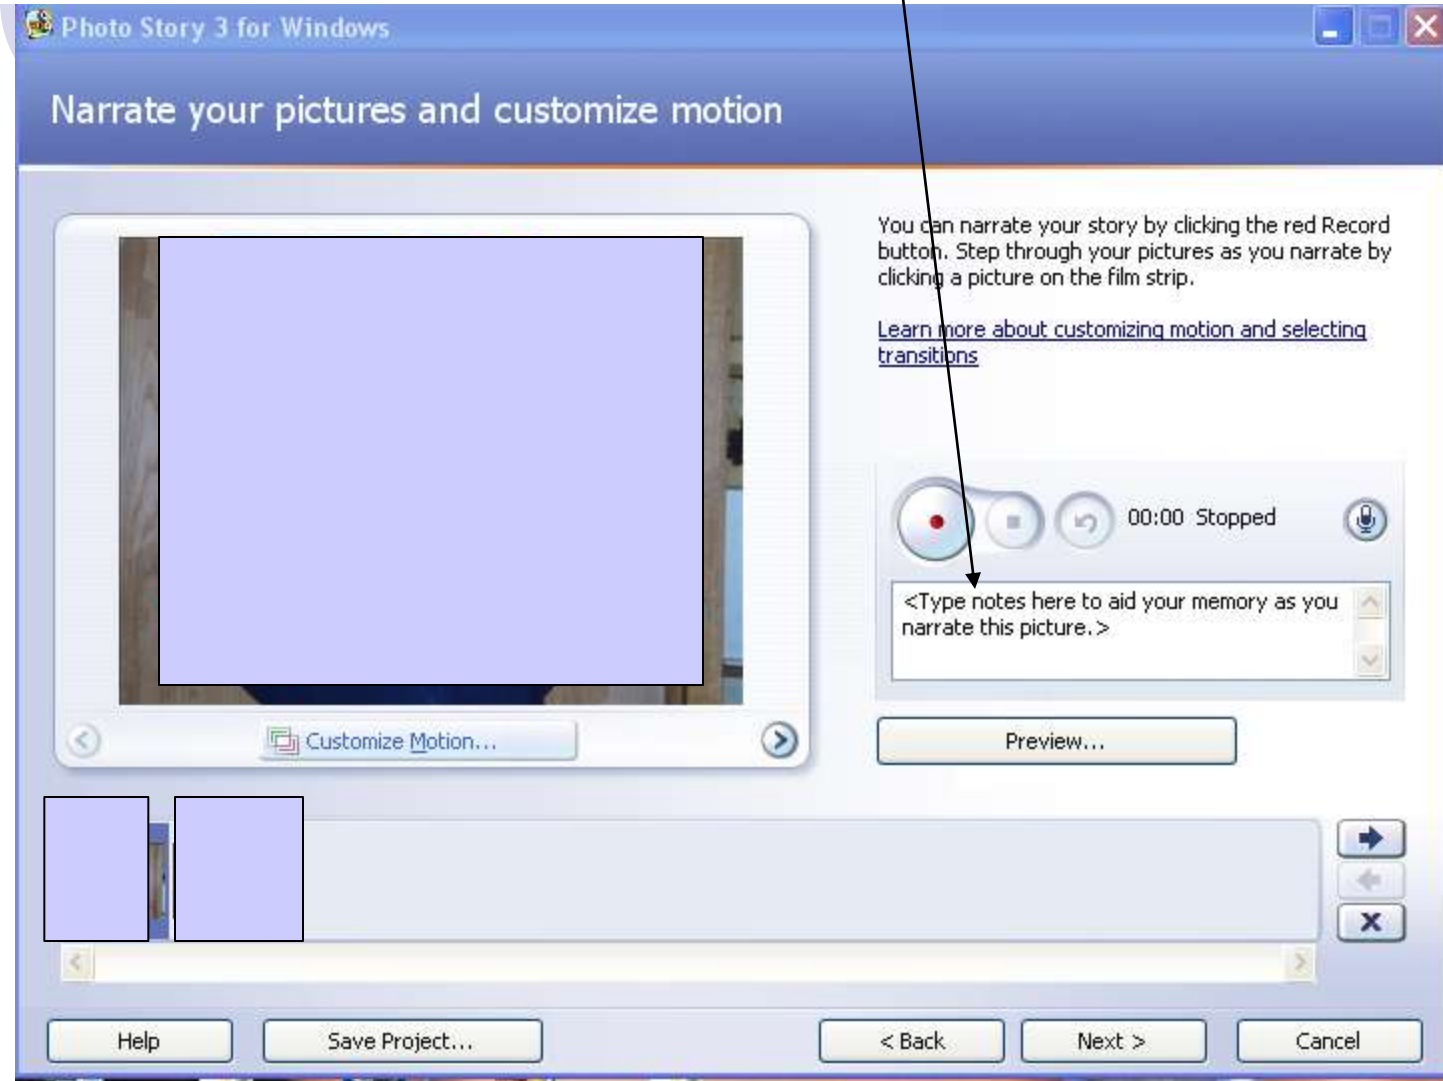 Photo Story 3 for Windows
Narrate your pictures and customize motion
You can narrate your story by clicking the red Record
button. Step through your pictures as you narrate by
clicking a picture on the film strip.
Learn more about customizing motion and selecting
transitions
00:00 Stopped
<Type notes here to aid your memory as you
narrate this picture.>
Customize Motion...
Preview...
Help
Save Project...
< Back
Next >
Cancel